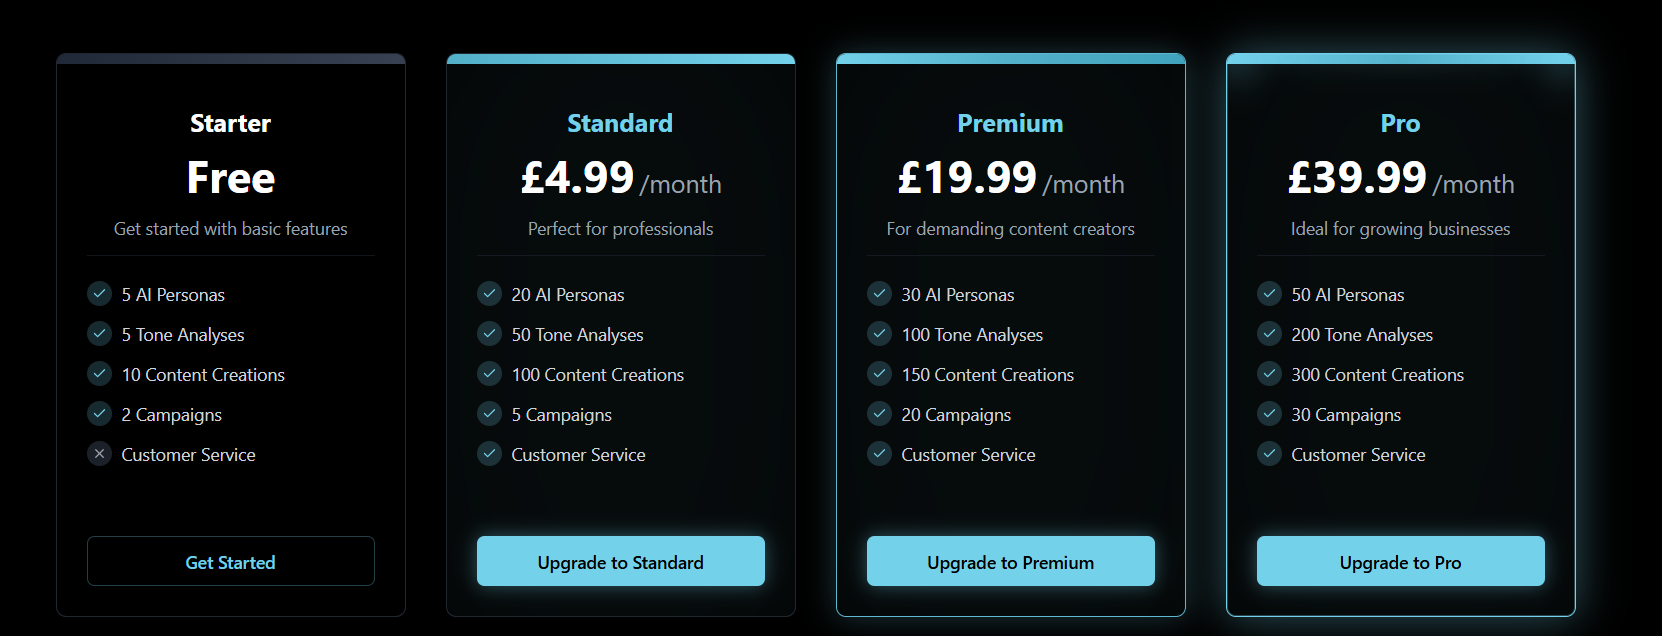 Starter
Free
Get started with basic features
5 AI Personas
5 Tone Analyses
10 Content Creations
2 Campaigns
Customer Service
Get Started
Standard
£4.99 /month
Perfect for professionals
20 AI Personas
50 Tone Analyses
100 Content Creations
5 Campaigns
Customer Service
Upgrade to Standard
Premium
£19.99 /month
For demanding content creators
30 AI Personas
100 Tone Analyses
150 Content Creations
20 Campaigns
Customer Service
Upgrade to Premium
Pro
£39.99 /month
Ideal for growing businesses
50 AI Personas
200 Tone Analyses
300 Content Creations
30 Campaigns
Customer Service
Upgrade to Pro